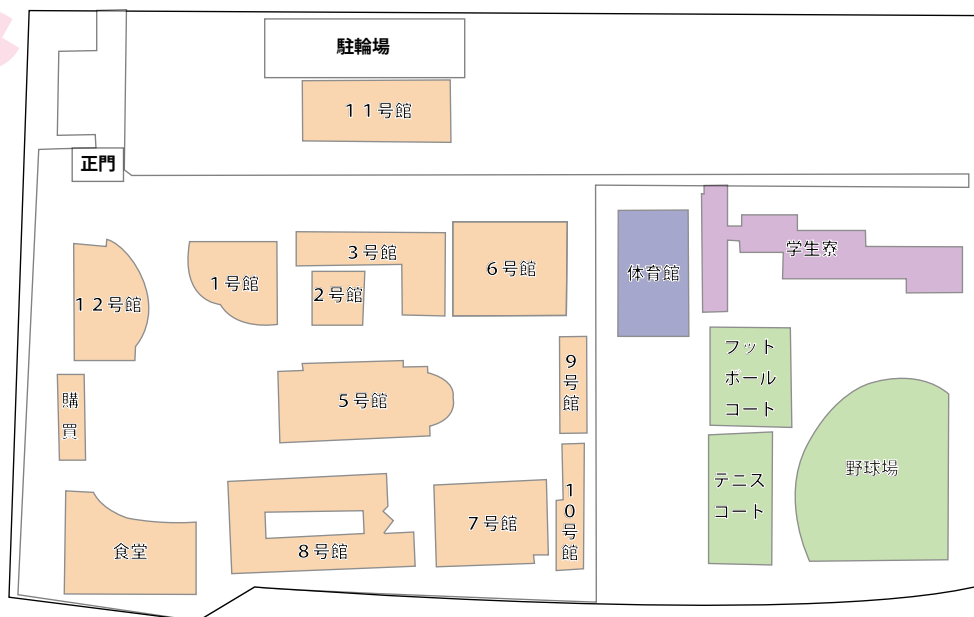 駐輪場
１１号館
正門
３号館
６号館
体育館
学生寮
１号館
２号館
１２号館
フット
ボール
コート
９号館
５号館
購買
野球場
テニス
コート
１０号館
７号館
８号館
食堂